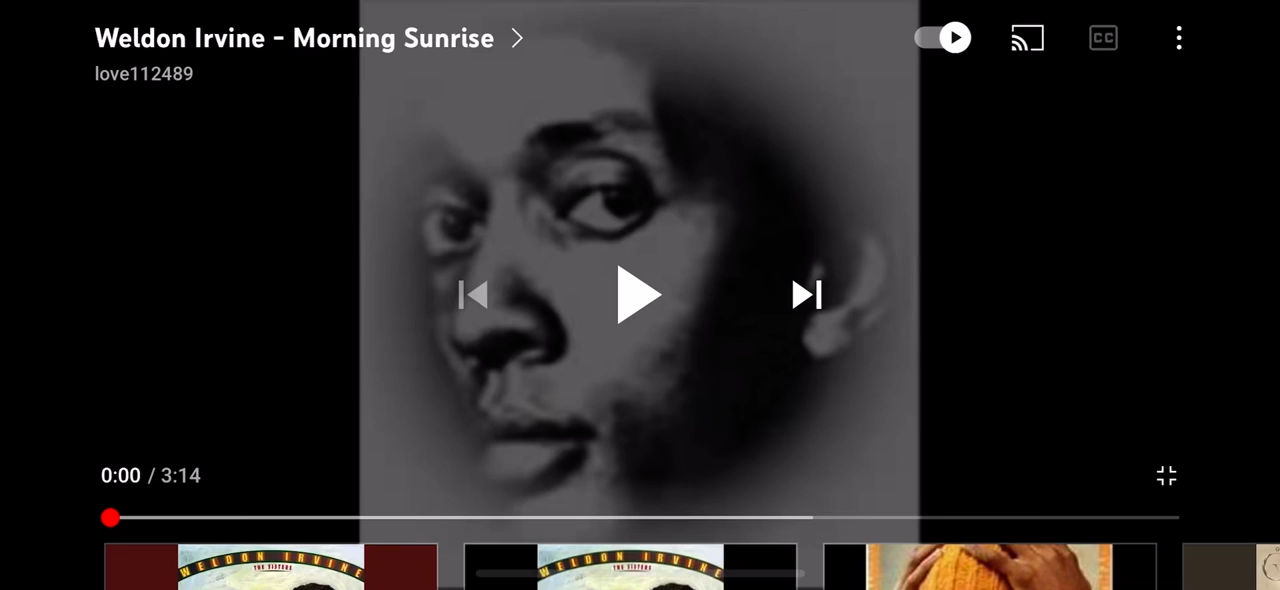 Weldon Irvine - Morning Sunrise
love112489
CC
0:00 / 3:14
WELDON IRVINE
THE SISTERS
WELDON IRVINE
THE SISTERS